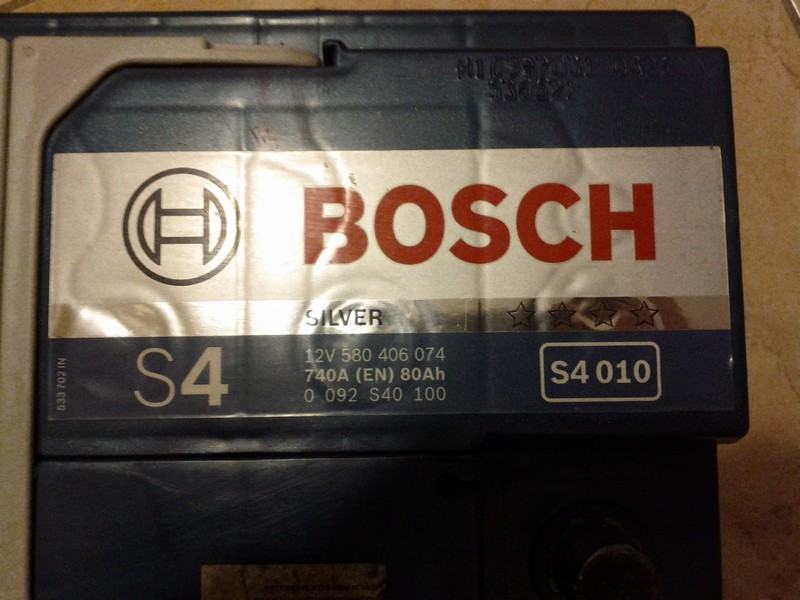 BOSCH
SILVER
S4
12V 580 406 074
740A (EN) 80Ah
0 092 S40 100
S4 010
533 702 IN